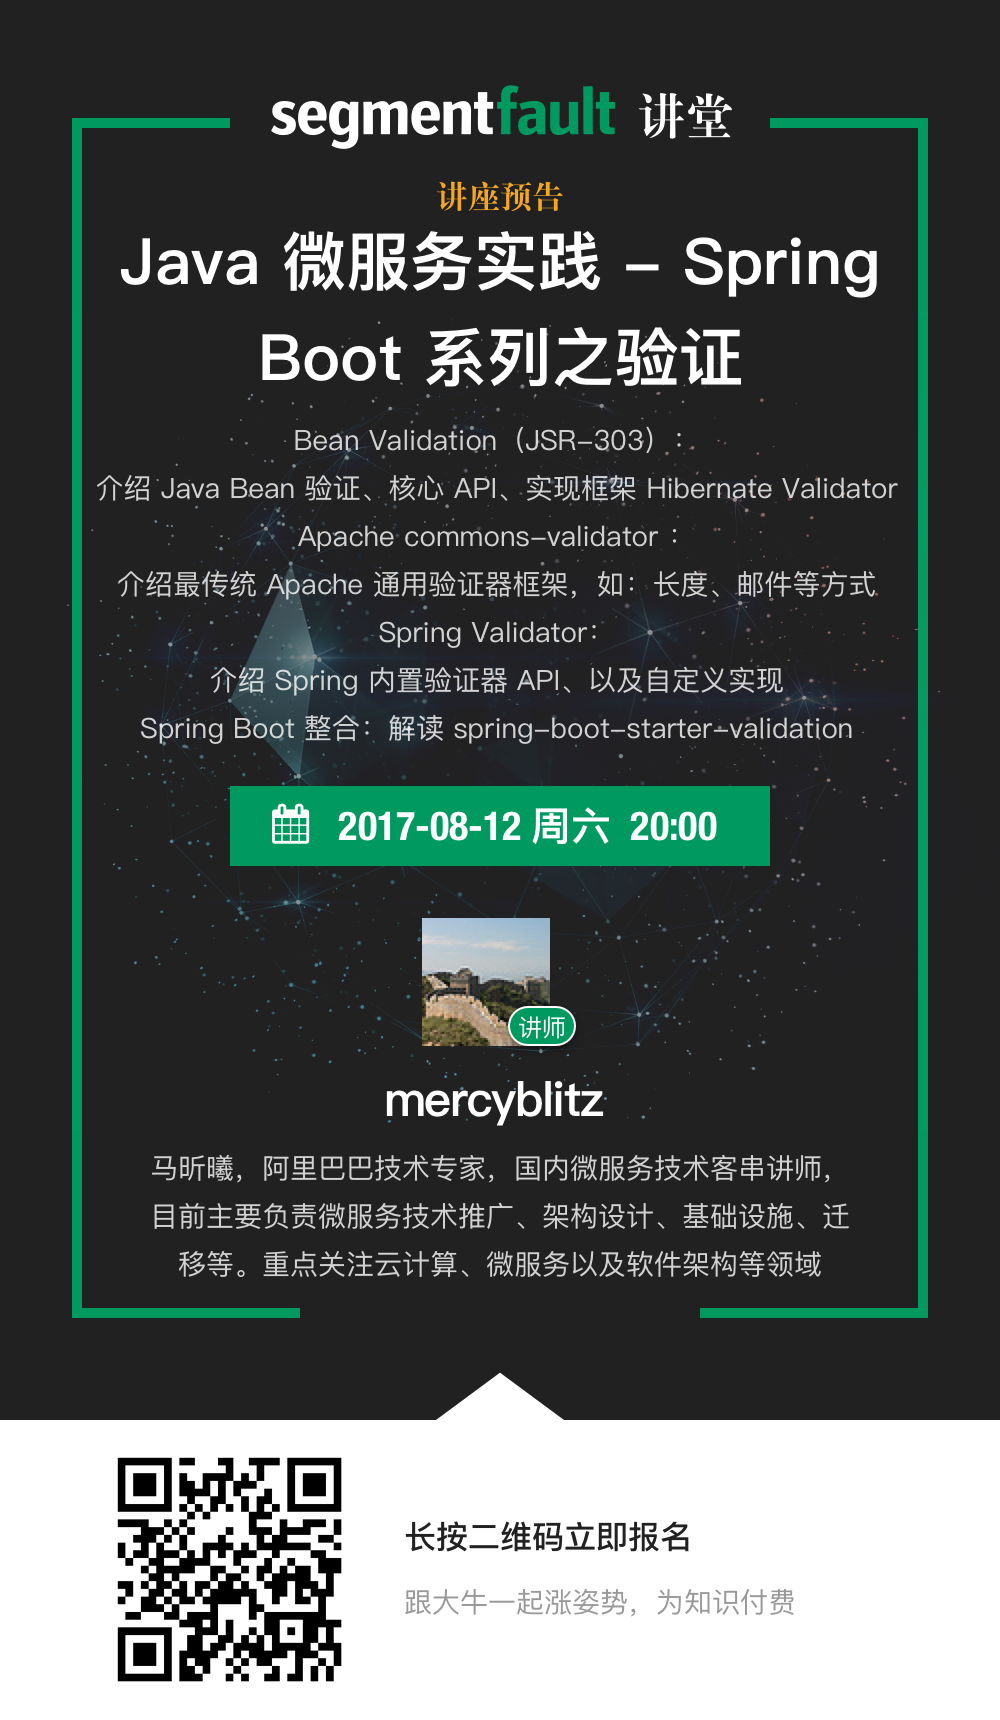 segmentfault 讲堂
讲座预告
Java 微服务实践 - Spring
Boot 系列之验证
Bean Validation（JSR-303）：
介绍 Java Bean 验证、核心 API、实现框架 Hibernate Validator
Apache commons-validator ：
介绍最传统 Apache 通用验证器框架，如：长度、邮件等方式
Spring Validator：
介绍 Spring 内置验证器 API、以及自定义实现
Spring Boot 整合：解读 spring-boot-starter-validation
2017-08-12 周六 20:00
讲师
mercyblitz
马昕曦，阿里巴巴技术专家，国内微服务技术客串讲师，
目前主要负责微服务技术推广、架构设计、基础设施、迁
移等。重点关注云计算、微服务以及软件架构等领域
长按二维码立即报名
跟大牛一起涨姿势，为知识付费